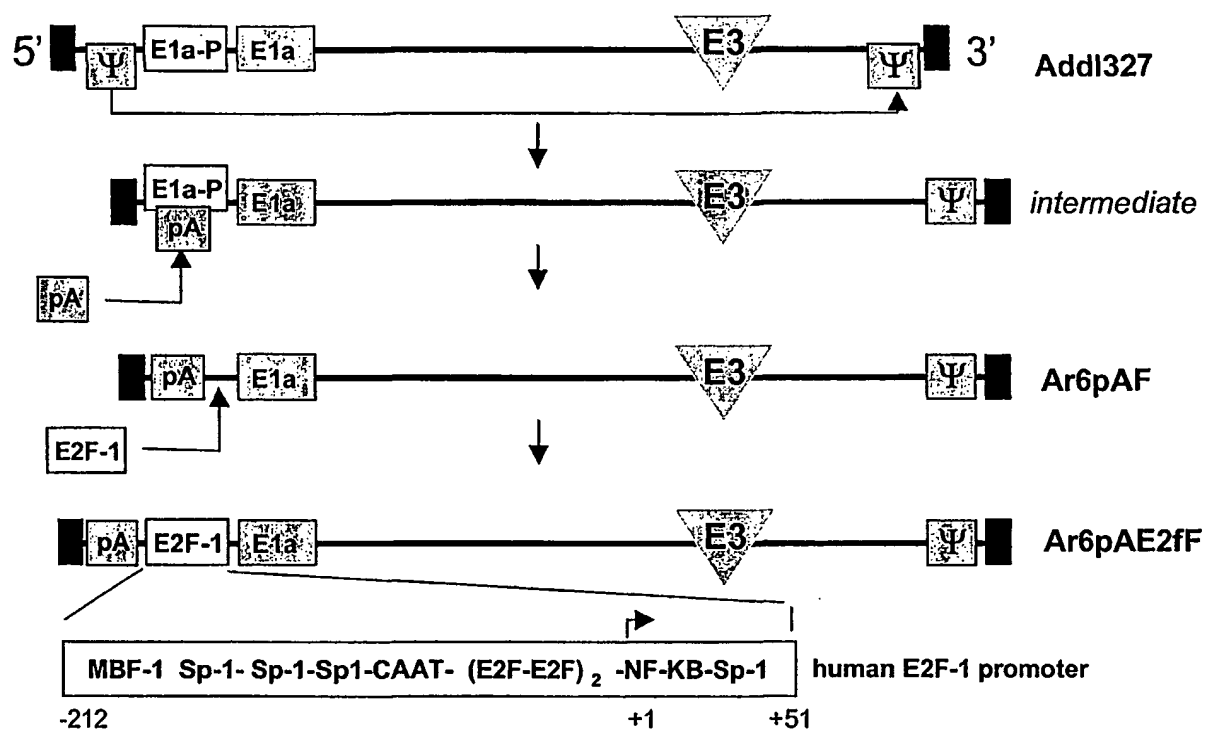 5' Ψ E1a-P E1a E3 Ψ 3' Addl327
E1a-P pA E1a E3 Ψ intermediate
pA
pA E1a E3 Ψ Ar6pAF
E2F-1
pA E2F-1 E1a E3 Ψ Ar6pAE2fF
MBF-1 Sp-1- Sp-1-Sp1-CAAT- (E2F-E2F) 2 -NF-KB-Sp-1 human E2F-1 promoter
-212 +1 +51